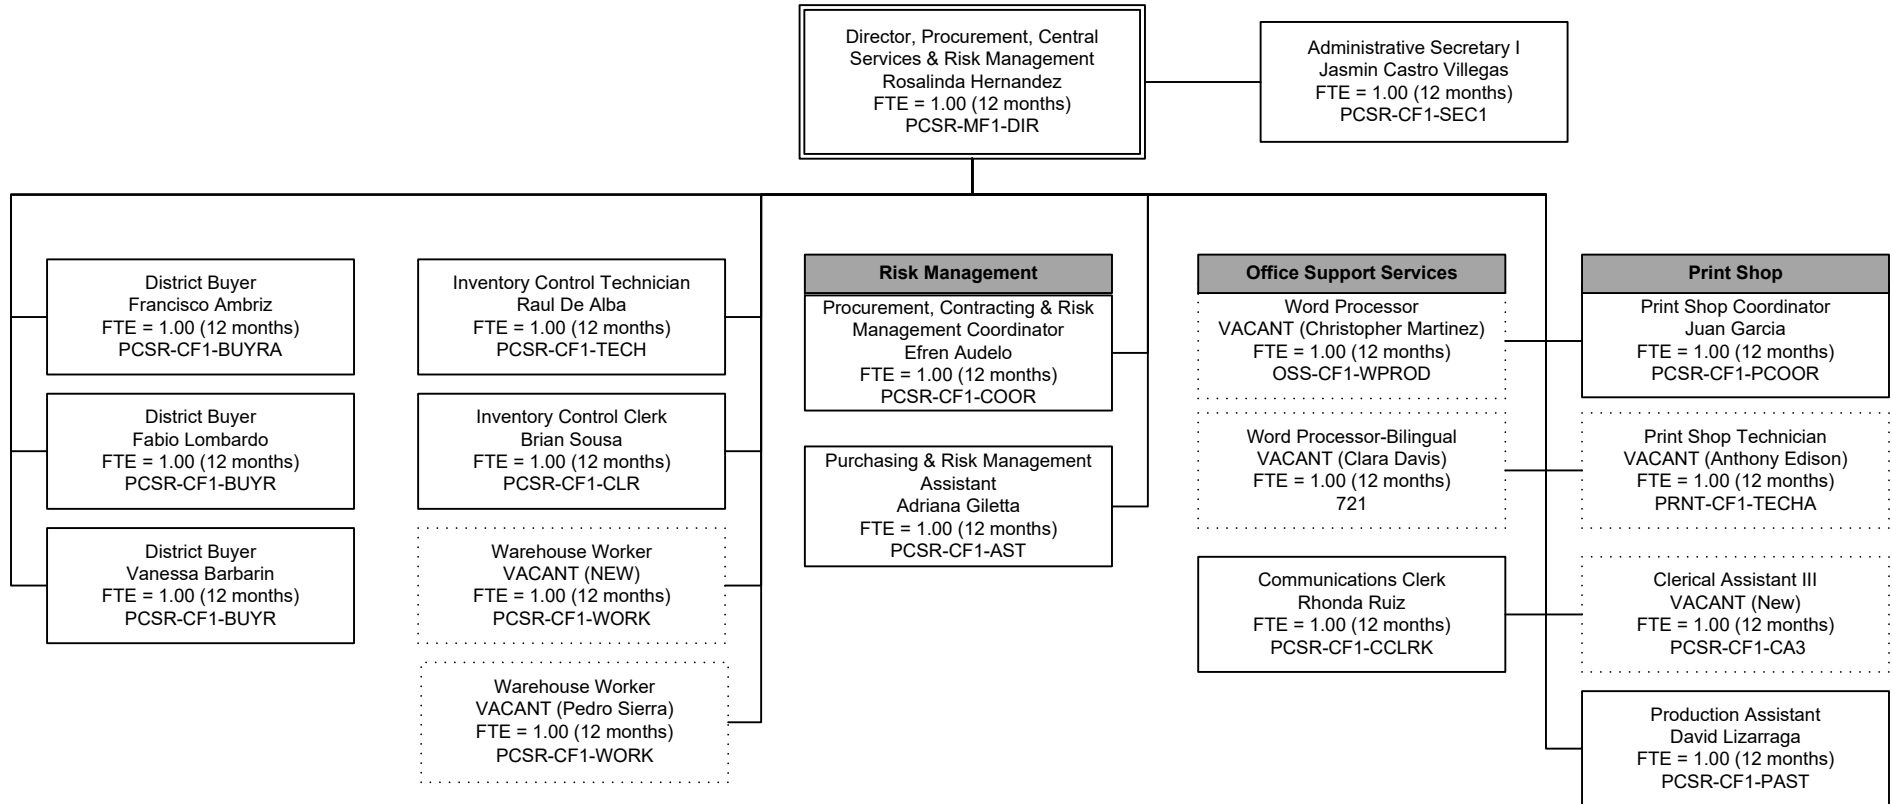 Director, Procurement, Central
Services & Risk Management
Rosalinda Hernandez
FTE = 1.00 (12 months)
PCSR-MF1-DIR
Administrative Secretary I
Jasmin Castro Villegas
FTE = 1.00 (12 months)
PCSR-CF1-SEC1
District Buyer
Francisco Ambriz
FTE = 1.00 (12 months)
PCSR-CF1-BUYRA
District Buyer
Fabio Lombardo
FTE = 1.00 (12 months)
PCSR-CF1-BUYR
District Buyer
Vanessa Barbarin
FTE = 1.00 (12 months)
PCSR-CF1-BUYR
Inventory Control Technician
Raul De Alba
FTE = 1.00 (12 months)
PCSR-CF1-TECH
Inventory Control Clerk
Brian Sousa
FTE = 1.00 (12 months)
PCSR-CF1-CLR
Warehouse Worker
VACANT (NEW)
FTE = 1.00 (12 months)
PCSR-CF1-WORK
Warehouse Worker
VACANT (Pedro Sierra)
FTE = 1.00 (12 months)
PCSR-CF1-WORK
Risk Management
Procurement, Contracting & Risk
Management Coordinator
Efren Audelo
FTE = 1.00 (12 months)
PCSR-CF1-COOR
Purchasing & Risk Management
Assistant
Adriana Giletta
FTE = 1.00 (12 months)
PCSR-CF1-AST
Office Support Services
Word Processor
VACANT (Christopher Martinez)
FTE = 1.00 (12 months)
OSS-CF1-WPROD
Word Processor-Bilingual
VACANT (Clara Davis)
FTE = 1.00 (12 months)
721
Communications Clerk
Rhonda Ruiz
FTE = 1.00 (12 months)
PCSR-CF1-CCLRK
Print Shop
Print Shop Coordinator
Juan Garcia
FTE = 1.00 (12 months)
PCSR-CF1-PCOOR
Print Shop Technician
VACANT (Anthony Edison)
FTE = 1.00 (12 months)
PRNT-CF1-TECHA
Clerical Assistant III
VACANT (New)
FTE = 1.00 (12 months)
PCSR-CF1-CA3
Production Assistant
David Lizarraga
FTE = 1.00 (12 months)
PCSR-CF1-PAST